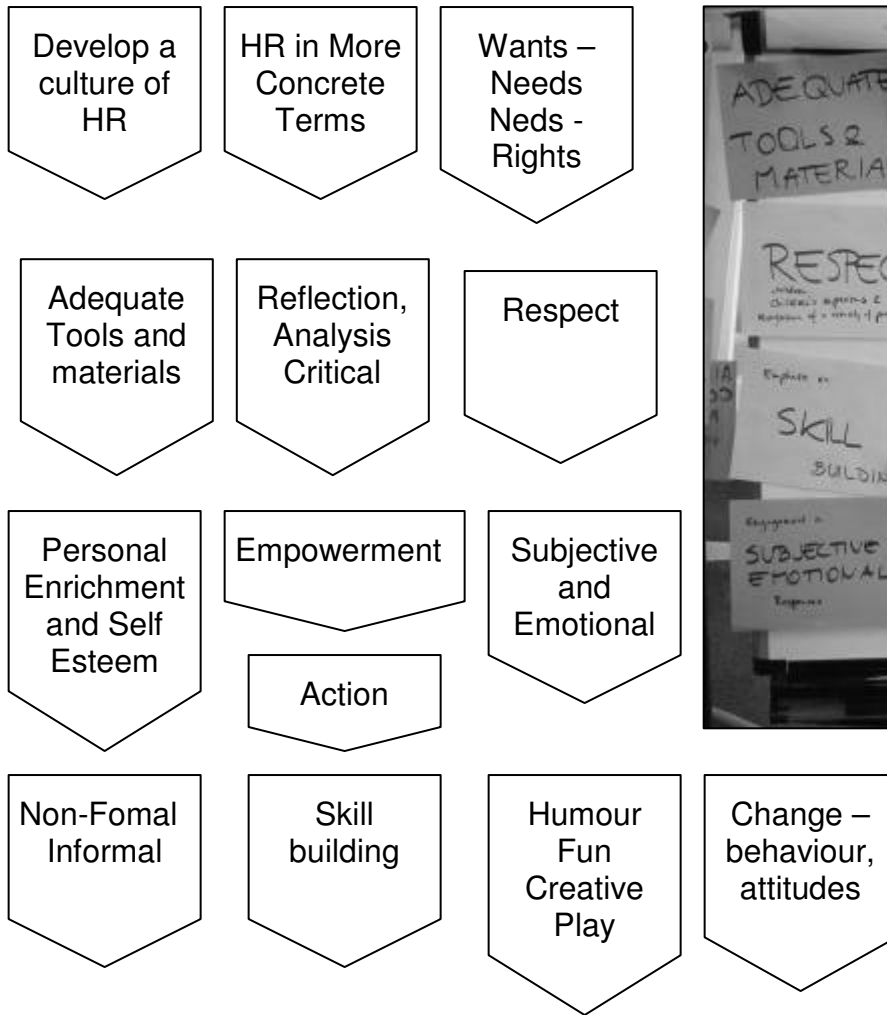 Develop a
culture of
HR
HR in More
Concrete
Terms
Wants –
Needs
Neds -
Rights
Adequate
Tools and
materials
Reflection,
Analysis
Critical
Respect
Personal
Enrichment
and Self
Esteem
Empowerment
Action
Subjective
and
Emotional
Non-Fomal
Informal
Skill
building
Humour
Fun
Creative
Play
Change –
behaviour,
attitudes
ADEQUATE
TOOLS &
MATERIA
RESPEC
SKILL
BUILDIN
SUBJECTIVE
EMOTIONAL
Responses